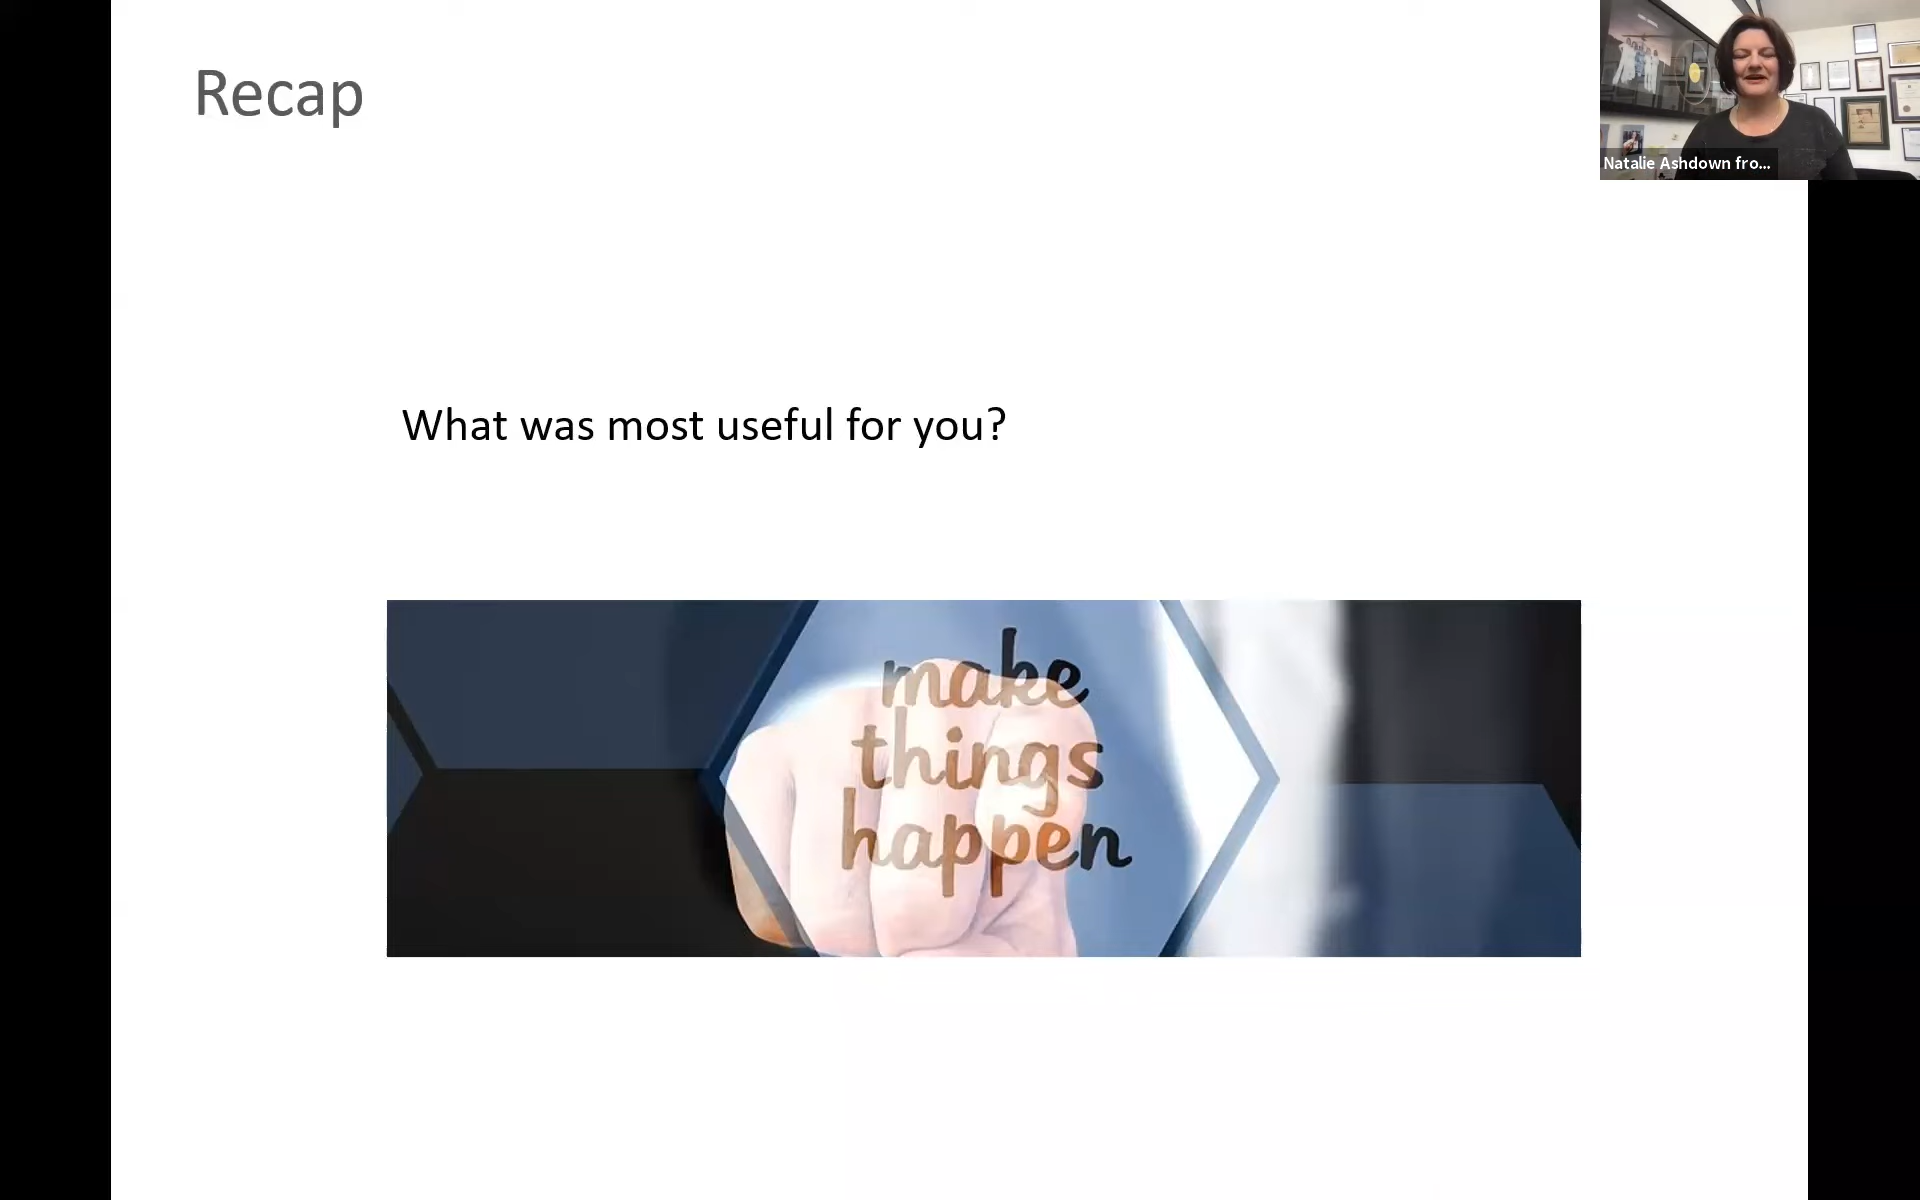 Recap
Natalie Ashdown fro...
What was most useful for you?
make
things
happen